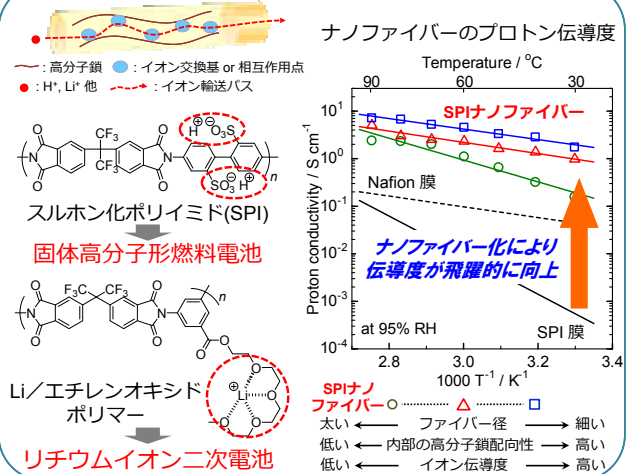 : 高分子鎖 : イオン交換基 or 相互作用点
: H⁺, Li⁺ 他 : イオン輸送パス
H⁺ ⁻O₃S
CF₃
CF₃
SO₃⁻ H⁺
O
O
O
O
N
N
n
スルホン化ポリイミド(SPI)
固体高分子形燃料電池
F₃C CF₃
O
O
O
O
N
N
n
O
O
O
O
O
O
Li
⊕
Li／エチレンオキシド
ポリマー
リチウムイオン二次電池
ナノファイバーのプロトン伝導度
Temperature / °C
90 60 30
Proton conductivity / S cm⁻¹
10¹
10⁰
10⁻¹
10⁻²
10⁻³
10⁻⁴
SPIナノファイバー
Nafion 膜
ナノファイバー化により
伝導度が飛躍的に向上
SPI 膜
at 95% RH
2.8 3.0 3.2 3.4
1000 T⁻¹ / K⁻¹
SPIナノ
ファイバー
太い ファイバー径 細い
低い 内部の高分子鎖配向性 高い
低い イオン伝導度 高い